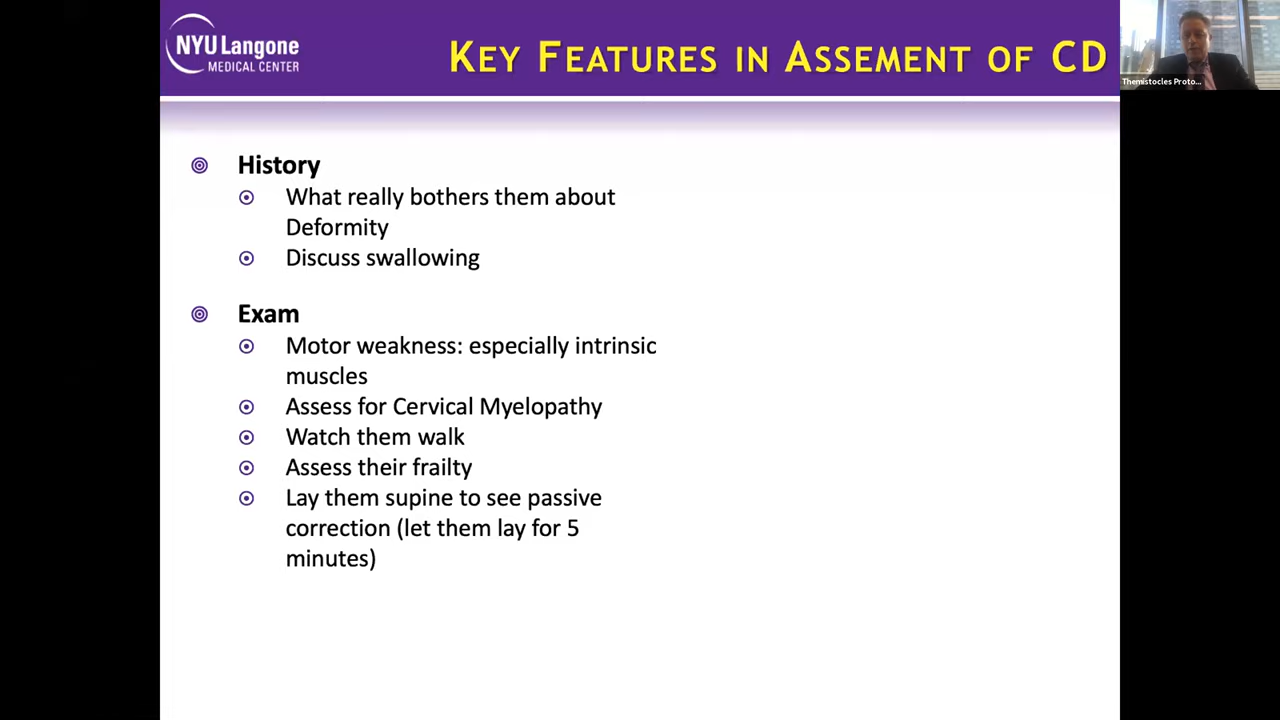 NYU Langone
MEDICAL CENTER
KEY FEATURES IN ASSEMENT OF CD
Themistocles Proto...
History
What really bothers them about
Deformity
Discuss swallowing
Exam
Motor weakness: especially intrinsic
muscles
Assess for Cervical Myelopathy
Watch them walk
Assess their frailty
Lay them supine to see passive
correction (let them lay for 5
minutes)